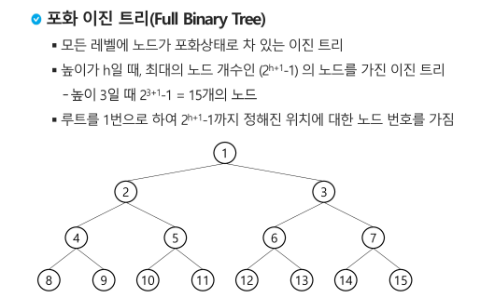 포화 이진 트리(Full Binary Tree)
▪ 모든 레벨에 노드가 포화상태로 차 있는 이진 트리
▪ 높이가 h일 때, 최대의 노드 개수인 (2ʰ⁺¹-1) 의 노드를 가진 이진 트리
- 높이 3일 때 2³⁺¹-1 = 15개의 노드
▪ 루트를 1번으로 하여 2ʰ⁺¹-1까지 정해진 위치에 대한 노드 번호를 가짐
1
2 3
4 5 6 7
8 9 10 11 12 13 14 15